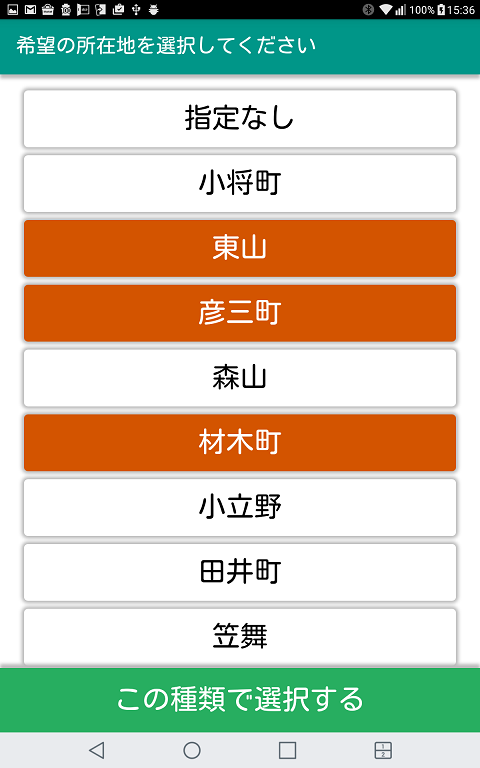 100% 15:36
希望の所在地を選択してください
指定なし
小将町
東山
彦三町
森山
材木町
小立野
田井町
笠舞
この種類で選択する